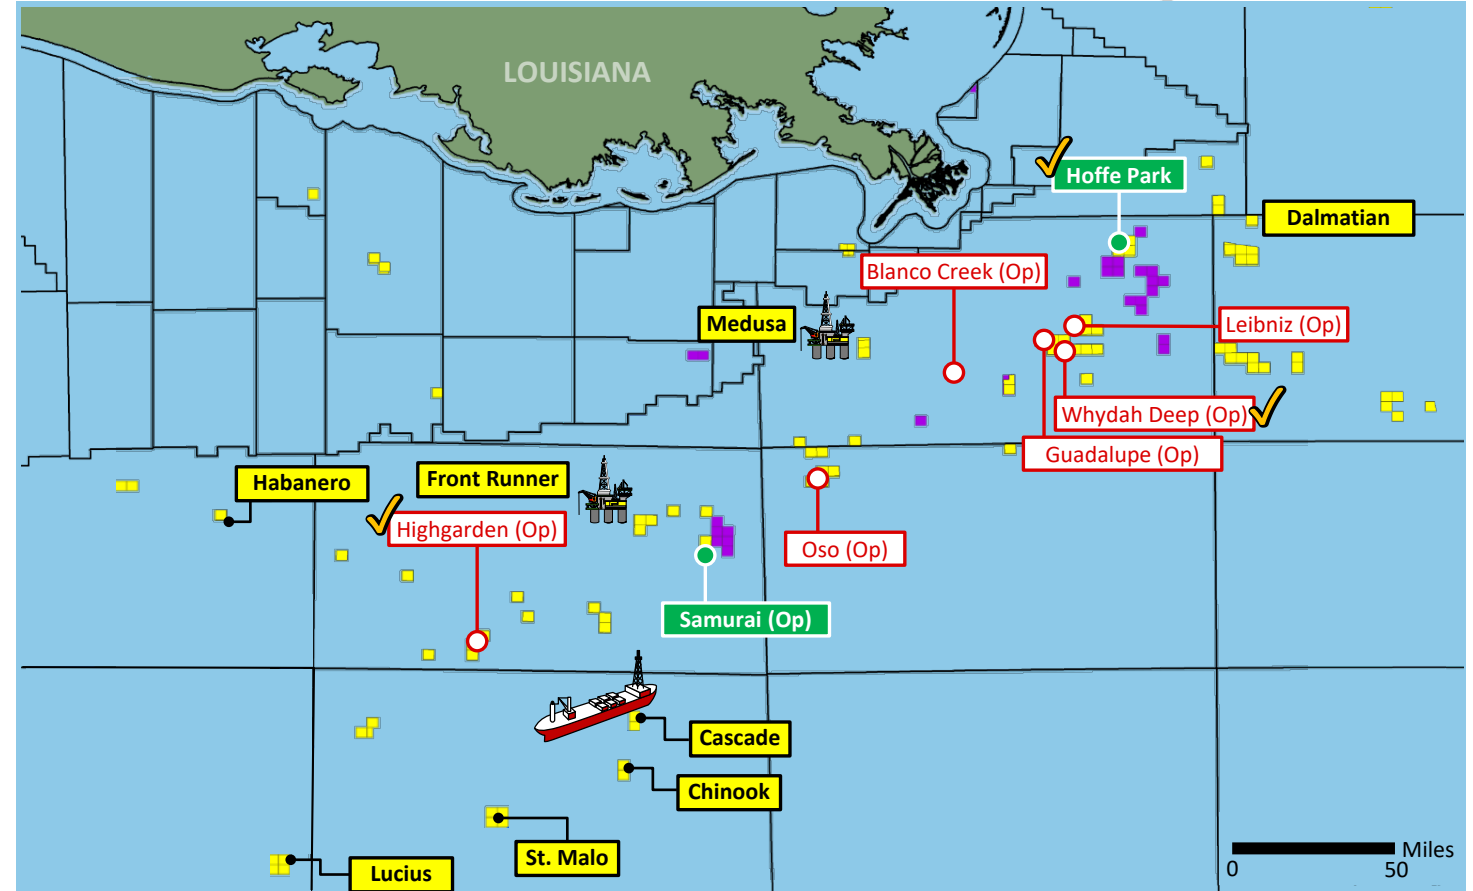 LOUISIANA
Hoffe Park
Dalmatian
Blanco Creek (Op)
Medusa
Leibniz (Op)
Whydah Deep (Op)
Guadalupe (Op)
Habanero
Front Runner
Highgarden (Op)
Oso (Op)
Samurai (Op)
Cascade
Chinook
St. Malo
Lucius
Miles
0
50